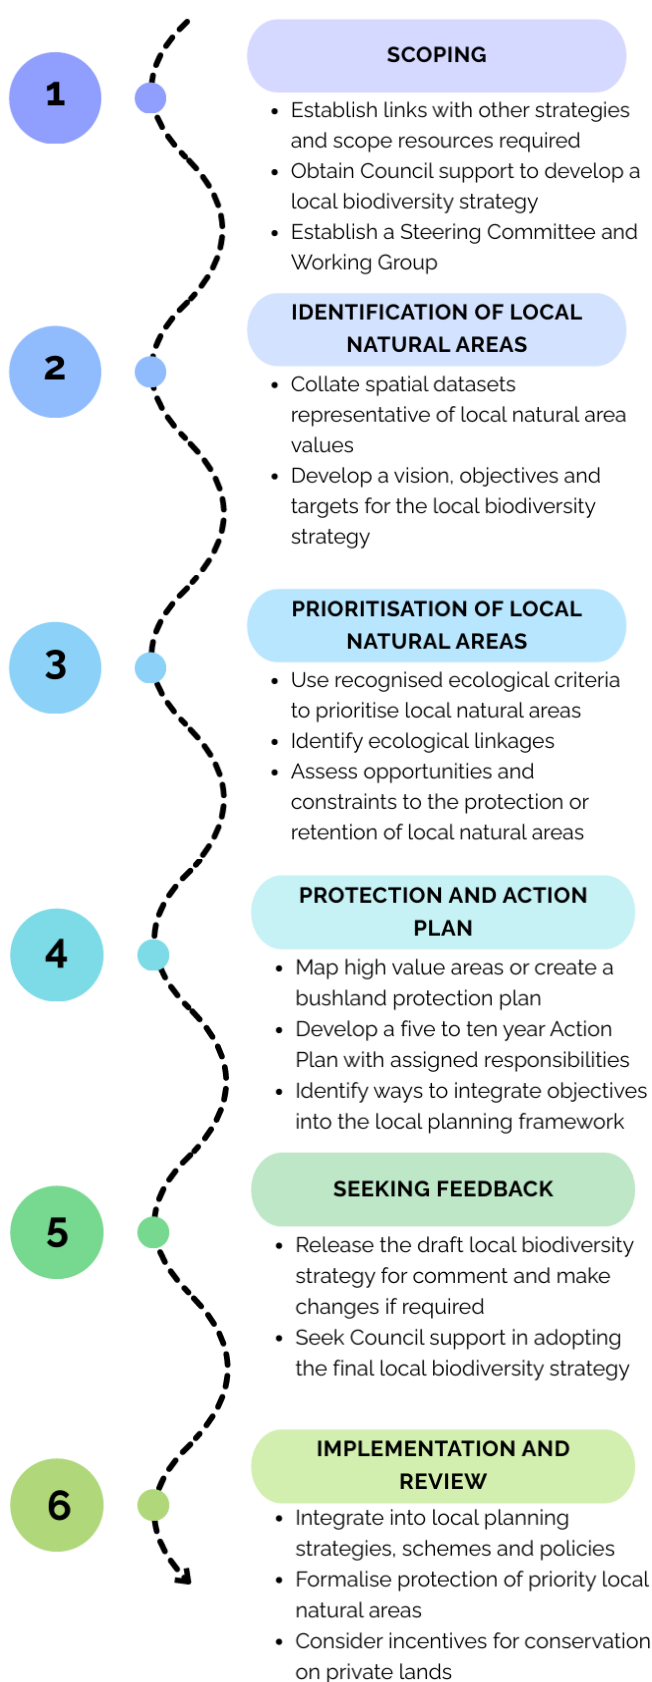 1
SCOPING
• Establish links with other strategies
and scope resources required
• Obtain Council support to develop a
local biodiversity strategy
• Establish a Steering Committee and
Working Group
2
IDENTIFICATION OF LOCAL
NATURAL AREAS
• Collate spatial datasets
representative of local natural area
values
• Develop a vision, objectives and
targets for the local biodiversity
strategy
3
PRIORITISATION OF LOCAL
NATURAL AREAS
• Use recognised ecological criteria
to prioritise local natural areas
• Identify ecological linkages
• Assess opportunities and
constraints to the protection or
retention of local natural areas
4
PROTECTION AND ACTION
PLAN
• Map high value areas or create a
bushland protection plan
• Develop a five to ten year Action
Plan with assigned responsibilities
• Identify ways to integrate objectives
into the local planning framework
5
SEEKING FEEDBACK
• Release the draft local biodiversity
strategy for comment and make
changes if required
• Seek Council support in adopting
the final local biodiversity strategy
6
IMPLEMENTATION AND
REVIEW
• Integrate into local planning
strategies, schemes and policies
• Formalise protection of priority local
natural areas
• Consider incentives for conservation
on private lands